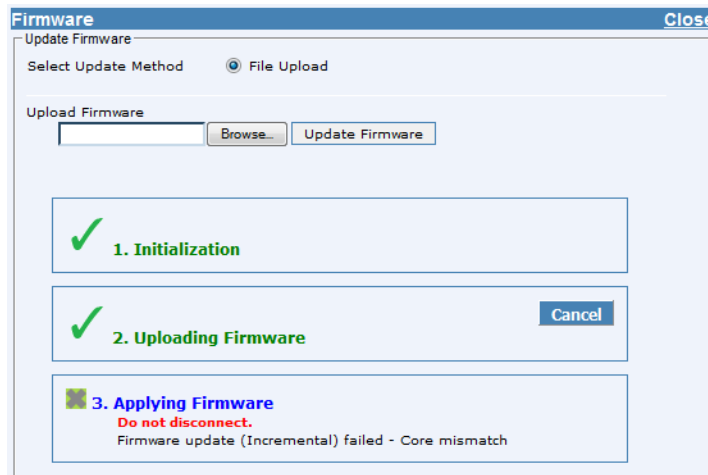 Firmware Close
Update Firmware
Select Update Method File Upload
Upload Firmware
Browse... Update Firmware
1. Initialization
Cancel
2. Uploading Firmware
3. Applying Firmware
Do not disconnect.
Firmware update (Incremental) failed - Core mismatch